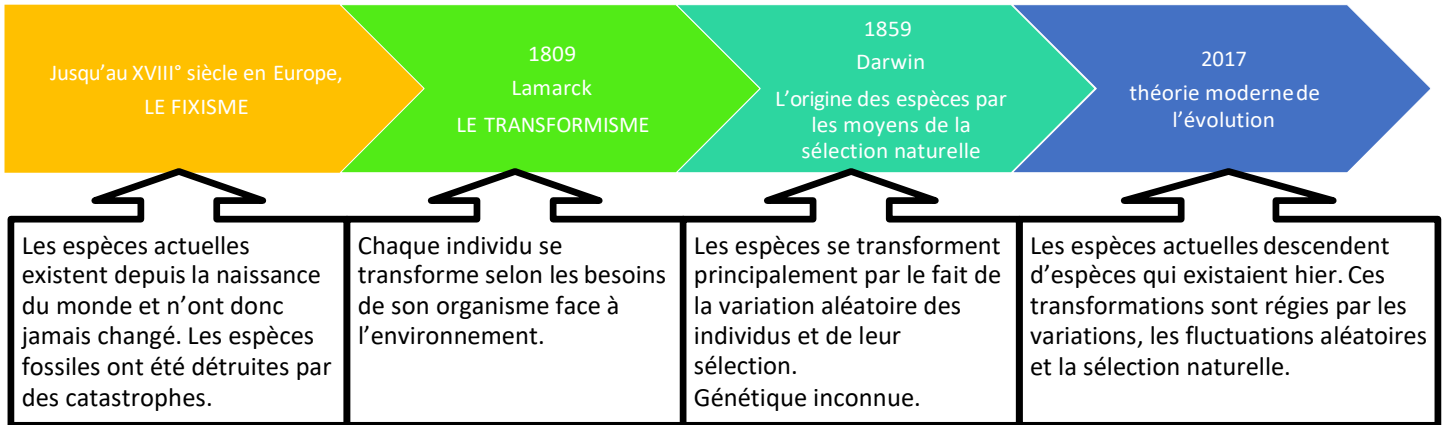 Jusqu'au XVIII° siècle en Europe,
LE FIXISME
1809
Lamarck
LE TRANSFORMISME
1859
Darwin
L'origine des espèces par
les moyens de la
sélection naturelle
2017
théorie moderne de
l'évolution
Les espèces actuelles
existent depuis la naissance
du monde et n'ont donc
jamais changé. Les espèces
fossiles ont été détruites par
des catastrophes.
Chaque individu se
transforme selon les besoins
de son organisme face à
l'environnement.
Les espèces se transforment
principalement par le fait de
la variation aléatoire des
individus et de leur
sélection.
Génétique inconnue.
Les espèces actuelles descendent
d'espèces qui existaient hier. Ces
transformations sont régies par les
variations, les fluctuations aléatoires
et la sélection naturelle.